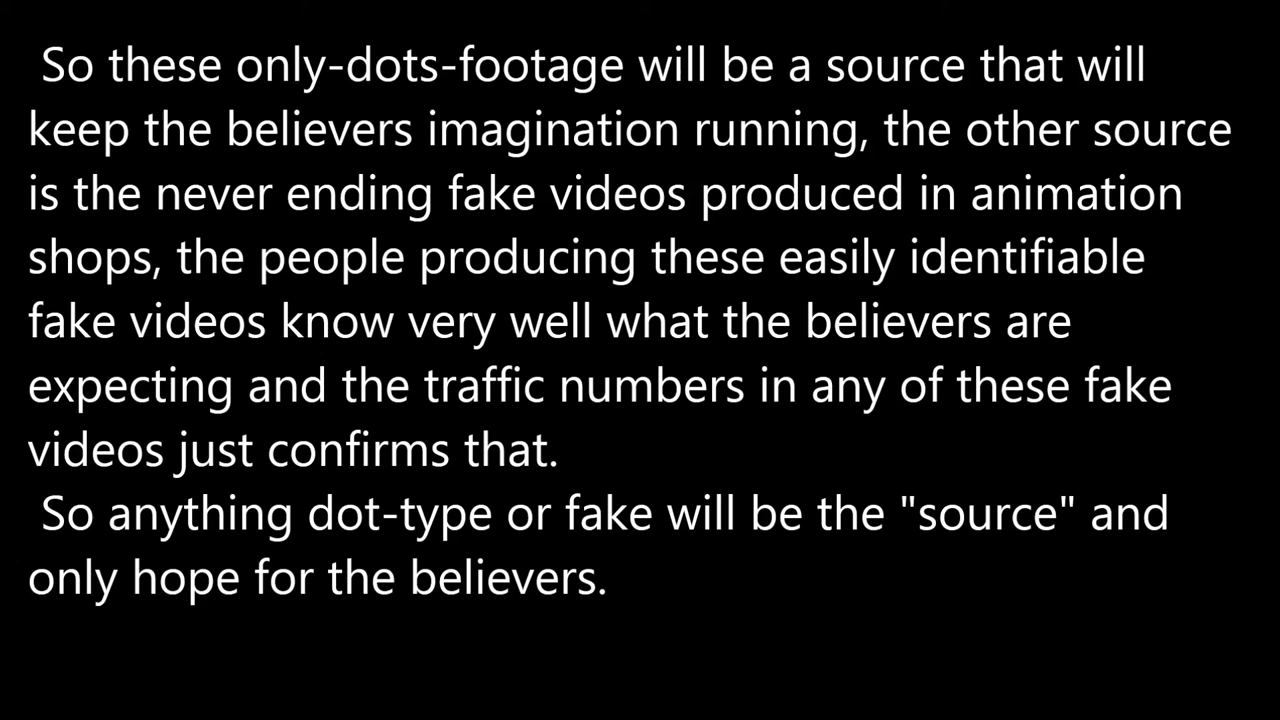 So these only-dots-footage will be a source that will
keep the believers imagination running, the other source
is the never ending fake videos produced in animation
shops, the people producing these easily identifiable
fake videos know very well what the believers are
expecting and the traffic numbers in any of these fake
videos just confirms that.
So anything dot-type or fake will be the "source" and
only hope for the believers.